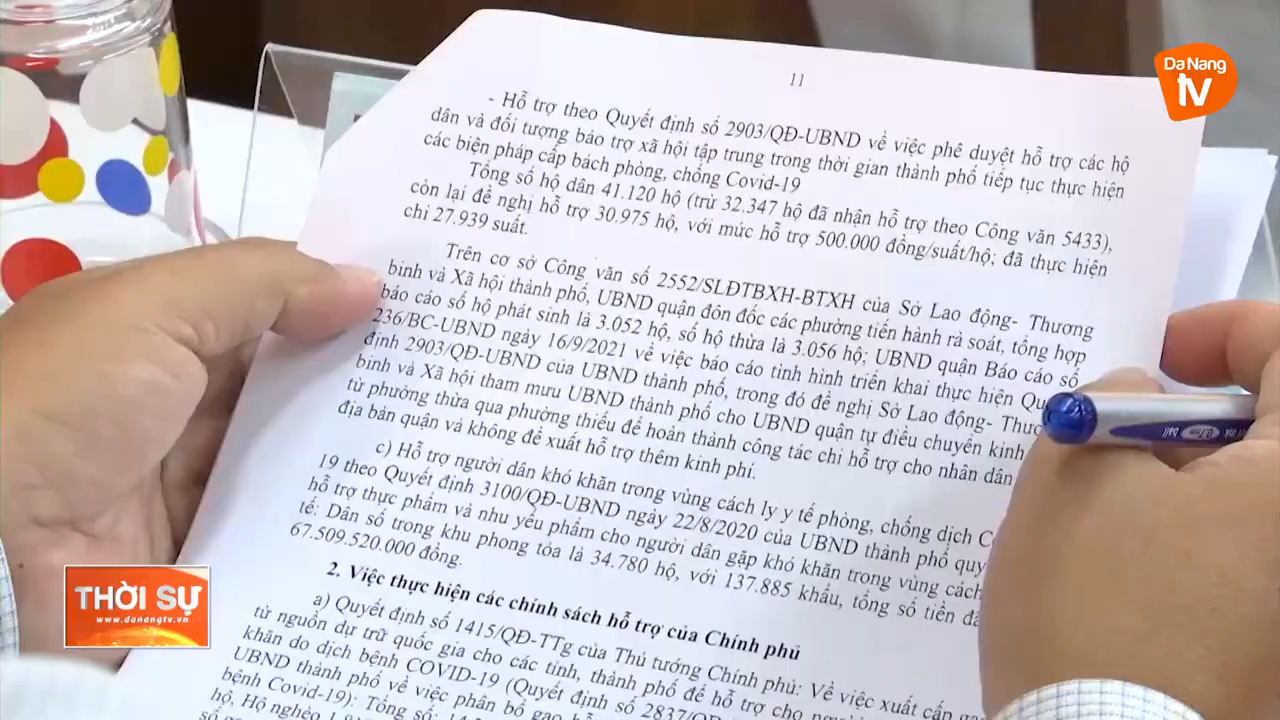 Da Nang
tv
11
- Hỗ trợ theo Quyết định số 2903/QĐ-UBND về việc phê duyệt hỗ trợ các hộ
dân và đối tượng bảo trợ xã hội tập trung trong thời gian thành phố tiếp tục thực hiện
các biện pháp cấp bách phòng, chống Covid-19
Tổng số hộ dân 41.120 hộ (trừ 32.347 hộ đã nhận hỗ trợ theo Công văn 5433),
còn lại đề nghị hỗ trợ 30.975 hộ, với mức hỗ trợ 500.000 đồng/suất/hộ; đã thực hiện
chi 27.939 suất.
Trên cơ sở Công văn số 2552/SLĐTBXH-BTXH của Sở Lao động- Thương
binh và Xã hội thành phố, UBND quận đôn đốc các phường tiến hành rà soát, tổng hợp
báo cáo số hộ phát sinh là 3.052 hộ, số hộ thừa là 3.056 hộ; UBND quận Báo cáo số
236/BC-UBND ngày 16/9/2021 về việc báo cáo tình hình triển khai thực hiện
định 2903/QĐ-UBND của UBND thành phố, trong đó đề nghị Sở Lao động-
binh và Xã hội tham mưu UBND thành phố cho UBND quận tự điều chuyển kinh
từ phường thừa qua phường thiếu để hoàn thành công tác chi hỗ trợ cho nhân dân
địa bàn quận và không đề xuất hỗ trợ thêm kinh phí.
c) Hỗ trợ người dân khó khăn trong vùng cách ly y tế phòng, chống dịch
19 theo Quyết định 3100/QĐ-UBND ngày 22/8/2020 của UBND thành phố quy
hỗ trợ thực phẩm và nhu yếu phẩm cho người dân gặp khó khăn trong vùng cách
tế: Dân số trong khu phong tỏa là 34.780 hộ, với 137.885 khẩu, tổng số tiền
67.509.520.000 đồng.
2. Việc thực hiện các chính sách hỗ trợ của Chính phủ
a) Quyết định số 1415/QĐ-TTg của Thủ tướng Chính phủ: Về việc xuất cấp
từ nguồn dự trữ quốc gia cho các tỉnh, thành phố để hỗ trợ cho
khăn do dịch bệnh COVID-19 (Quyết định số
UBND thành phố về việc phân bổ gạo
bệnh Covid-19): Tổng số:
hộ, Hộ nghèo
THỜI SỰ
www.danangtv.vn